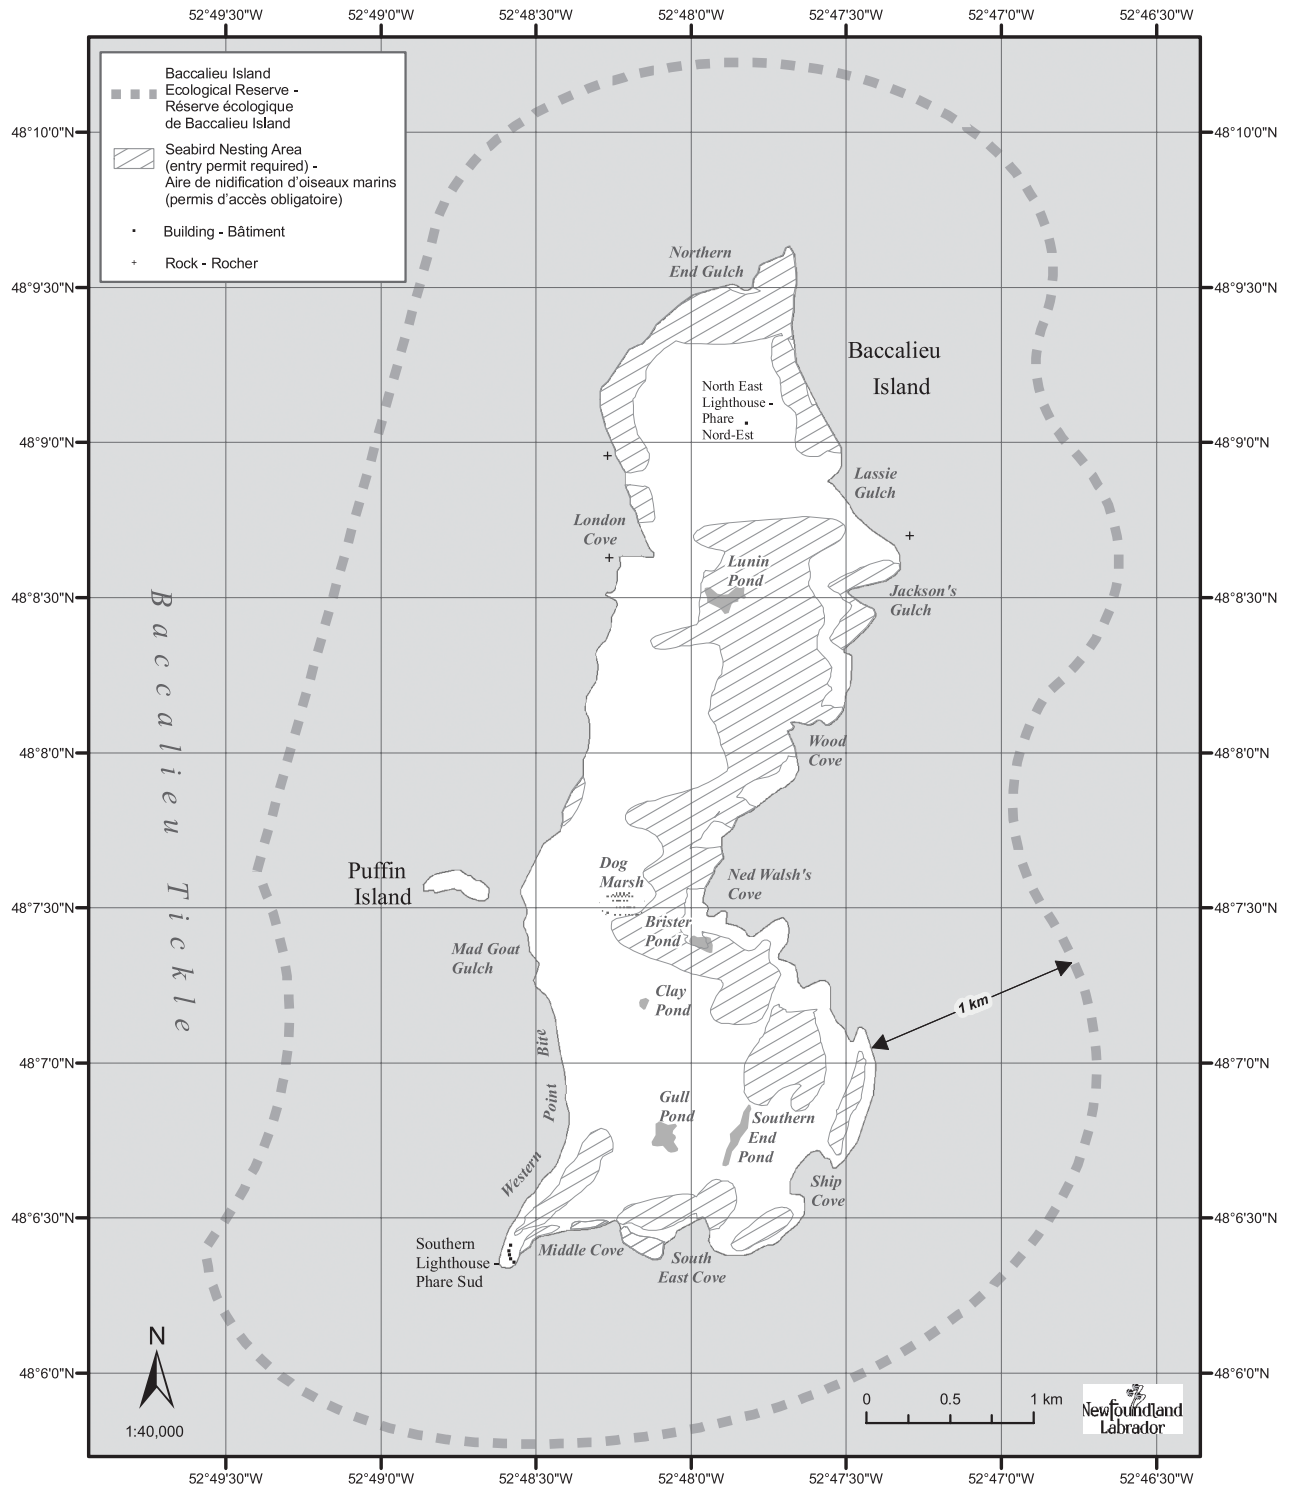 52°49'30"W
52°49'0"W
52°48'30"W
52°48'0"W
52°47'30"W
52°47'0"W
52°46'30"W
Baccalieu Island
Ecological Reserve -
Réserve écologique
de Baccalieu Island
Seabird Nesting Area
(entry permit required) -
Aire de nidification d'oiseaux marins
(permis d'accès obligatoire)
Building - Bâtiment
Rock - Rocher
48°10'0"N
48°10'0"N
48°9'30"N
48°9'30"N
48°9'0"N
48°9'0"N
48°8'30"N
48°8'30"N
48°8'0"N
48°8'0"N
48°7'30"N
48°7'30"N
48°7'0"N
48°7'0"N
48°6'30"N
48°6'30"N
48°6'0"N
48°6'0"N
Northern
End Gulch
Baccalieu
Island
North East
Lighthouse -
Phare
Nord-Est
Lassie
Gulch
London
Cove
Lunin
Pond
Jackson's
Gulch
Baccalieu Tickle
Wood
Cove
Puffin
Island
Dog
Marsh
Ned Walsh's
Cove
Brister
Pond
Mad Goat
Gulch
Clay
Pond
1 km
Western Point Bite
Gull
Pond
Southern
End
Pond
Ship
Cove
Southern
Lighthouse -
Phare Sud
Middle Cove
South
East Cove
N
1:40,000
0 0.5 1 km
Newfoundland
Labrador
52°49'30"W
52°49'0"W
52°48'30"W
52°48'0"W
52°47'30"W
52°47'0"W
52°46'30"W